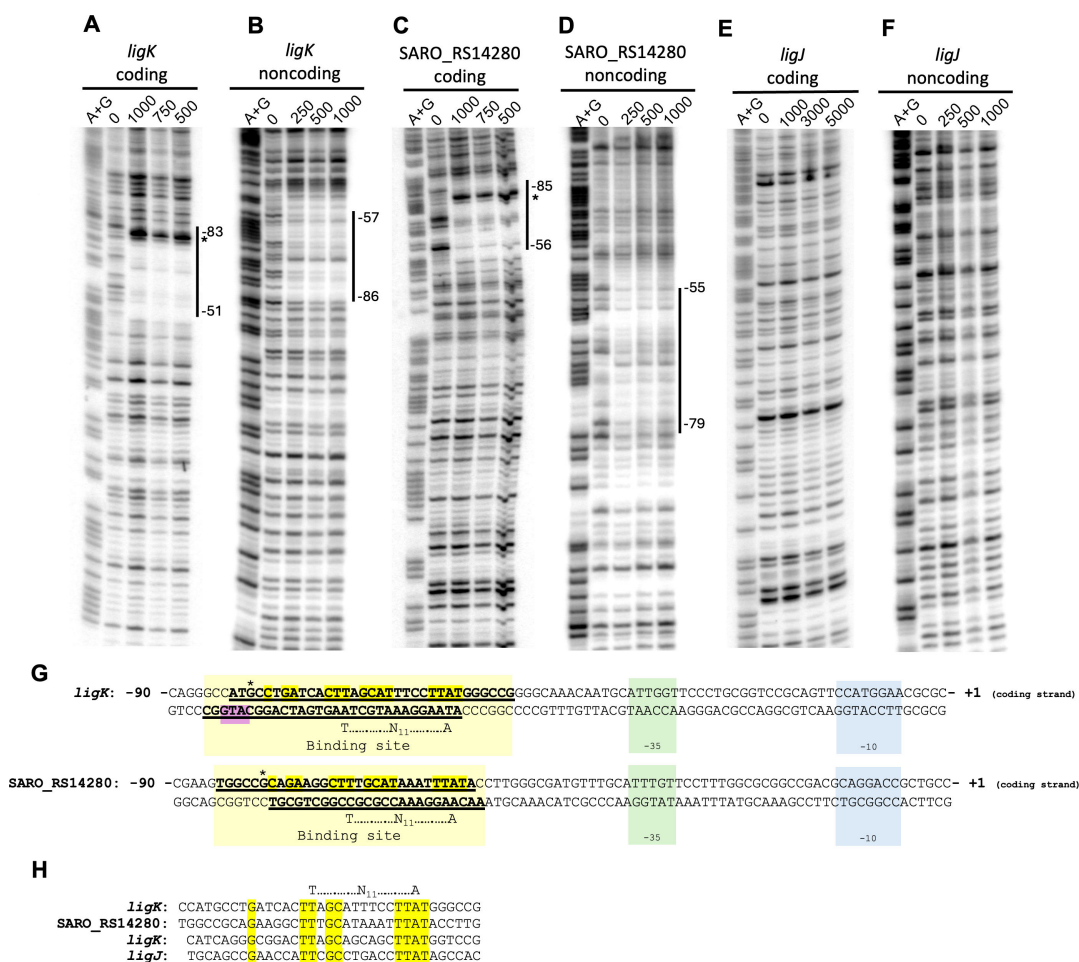 A B C D E F
ligK coding
ligK noncoding
SARO_RS14280 coding
SARO_RS14280 noncoding
ligJ coding
ligJ noncoding
A+G 0 1000 750 500
A+G 0 250 500 1000
A+G 0 1000 750 500
A+G 0 250 500 1000
A+G 0 1000 3000 5000
A+G 0 250 500 1000
-83
*
-51
-57
-86
-85
*
-56
-55
-79
G
*
ligK: -90 -CAGGGCCATGCCTGATCACTTAGCATTTCCTTATGGGCCGGGGCAAACAATGCATTGGTTCCCTGCGGTCCGCAGTTCCATGGAACGCGC- +1 (coding strand)
GTCCCGGTACGGACTAGTGAATCGTAAAGGAATACCCGGCCCCGTTTGTTACGTAACCAAGGGACGCCAGGCGTCAAGGTACCTTGCGCG
T…………N11…………A
Binding site
-35
-10
*
SARO_RS14280: -90 -CGAAGTGGCCGCAGAAGGCTTTGCATAAATTTATACCTTGGGCGATGTTTGCATTTGTTCCTTTGGCGCGGCCGACGCAGGACCGCTGCC- +1 (coding strand)
GGCAGCGGTCCTGCGTCGGCCGCGCCAAAGGAACAAATGCAAACATCGCCCAAGGTATAAATTTATGCAAAGCCTTCTGCGGCCACTTCG
T…………N11…………A
Binding site
-35
-10
H
T…………N11…………A
ligK: CCATGCCTGATCACTTAGCATTTCCTTATGGGCCG
SARO_RS14280: TGGCCGCAGAAGGCTTTGCATAAATTTATACCTTG
ligK: CATCAGGGCGGACTTAGCAGCAGCTTATGGTCCG
ligJ: TGCAGCCGAACCATTCGCCTGACCTTATAGCCAC